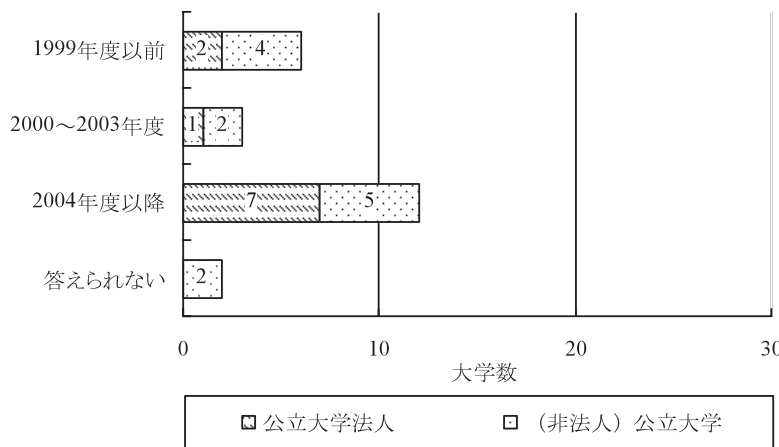 1999年度以前
2 4
2000～2003年度
1 2
2004年度以降
7 5
答えられない
2
0 10 20 30
大学数
公立大学法人 （非法人）公立大学